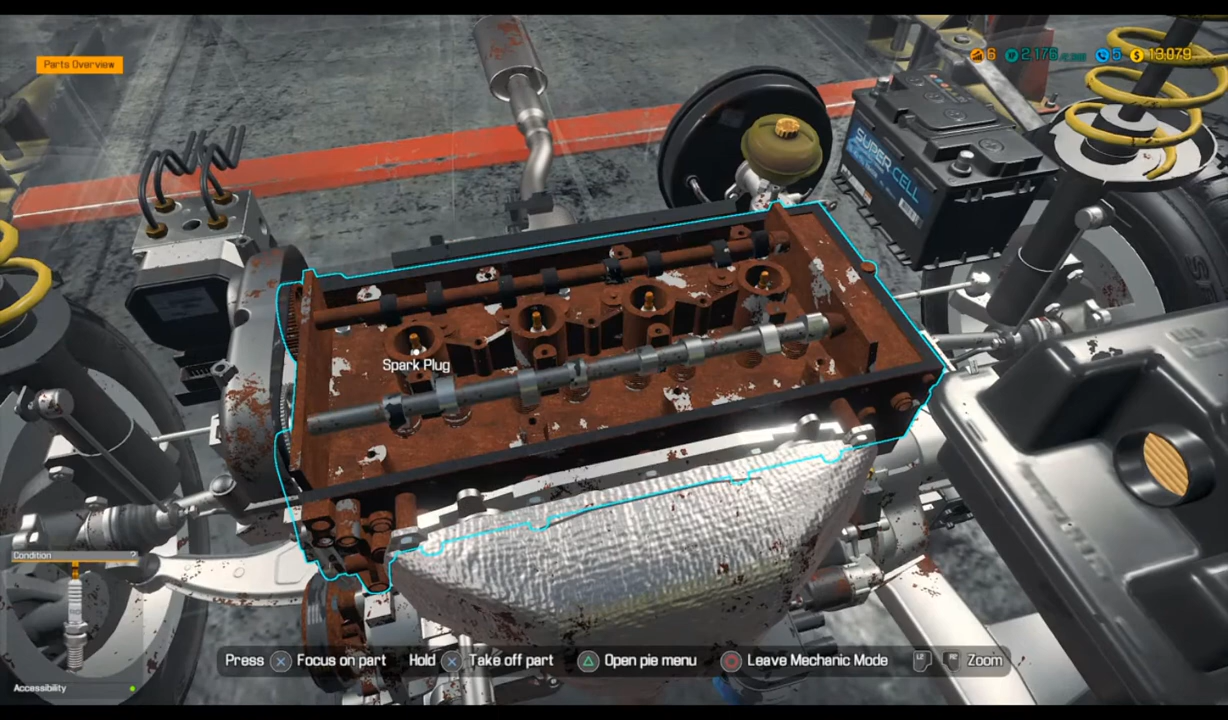 Parts Overview
6
2,176
5
13,079
SUPER CELL
Spark Plug
Condition ?
Accessibility
Press Focus on part Hold Take off part Open pie menu Leave Mechanic Mode Zoom